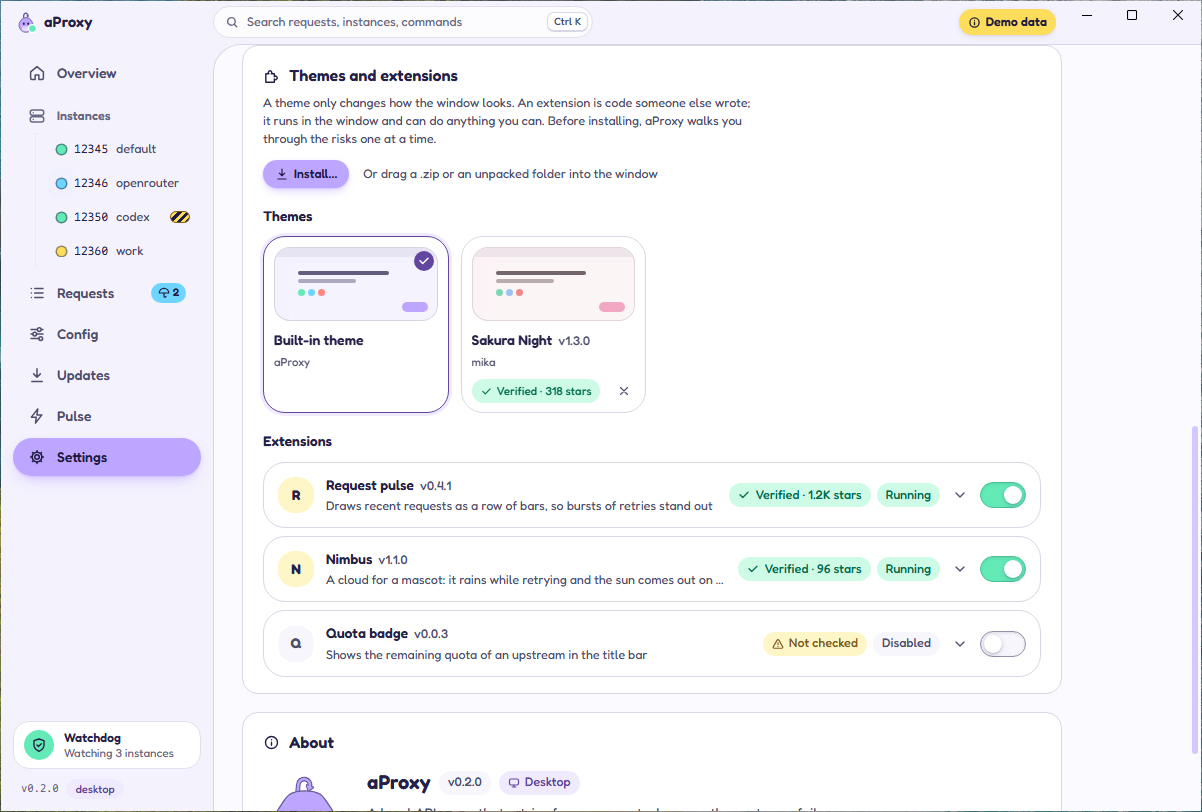 aProxy
Search requests, instances, commands
Ctrl K
Demo data
Overview
Instances
12345 default
12346 openrouter
12350 codex
12360 work
Requests
2
Config
Updates
Pulse
Settings
Watchdog
Watching 3 instances
v0.2.0 desktop
Themes and extensions
A theme only changes how the window looks. An extension is code someone else wrote;
it runs in the window and can do anything you can. Before installing, aProxy walks you
through the risks one at a time.
Install...
Or drag a .zip or an unpacked folder into the window
Themes
Built-in theme
aProxy
Sakura Night v1.3.0
mika
Verified · 318 stars
Extensions
R
Request pulse v0.4.1
Draws recent requests as a row of bars, so bursts of retries stand out
Verified · 1.2K stars
Running
N
Nimbus v1.1.0
A cloud for a mascot: it rains while retrying and the sun comes out on ...
Verified · 96 stars
Running
Q
Quota badge v0.0.3
Shows the remaining quota of an upstream in the title bar
Not checked
Disabled
About
aProxy v0.2.0 Desktop